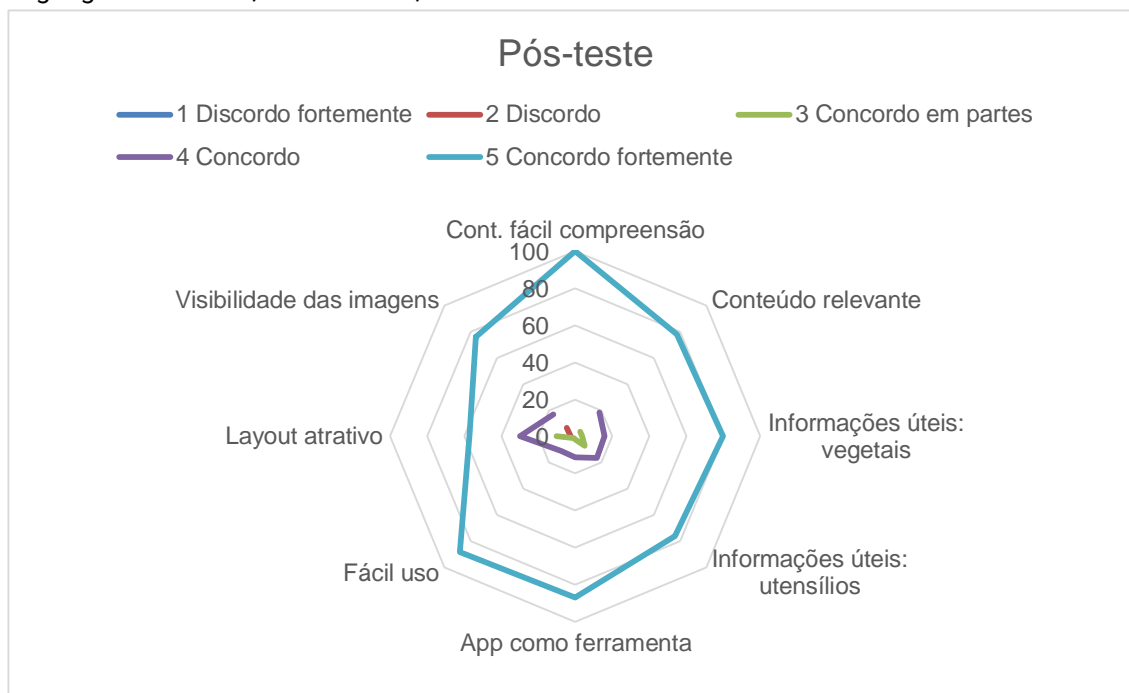 Pós-teste
1 Discordo fortemente
2 Discordo
3 Concordo em partes
4 Concordo
5 Concordo fortemente
Cont. fácil compreensão
100
80
60
40
20
0
Conteúdo relevante
Informações úteis:
vegetais
Informações úteis:
utensílios
App como ferramenta
Fácil uso
Layout atrativo
Visibilidade das imagens